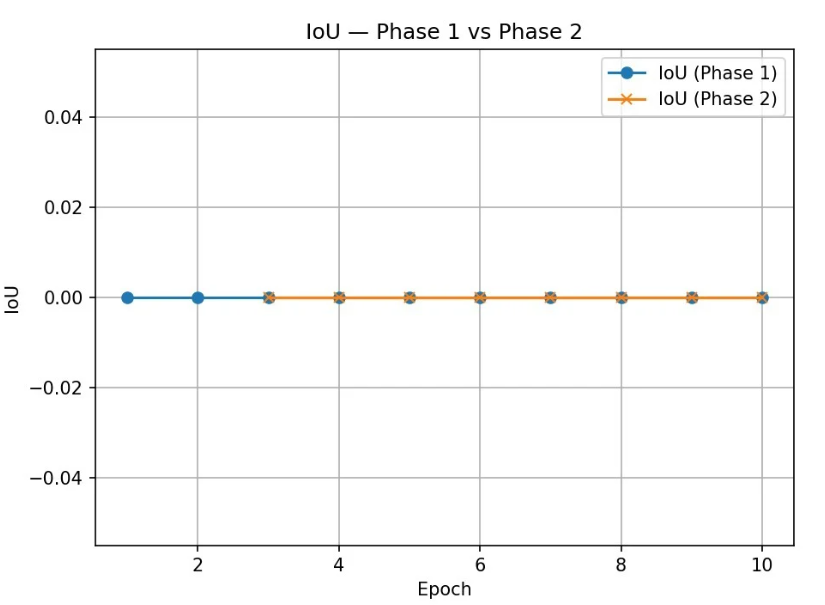 IoU — Phase 1 vs Phase 2
IoU (Phase 1)
IoU (Phase 2)
0.04
0.02
0.00
−0.02
−0.04
IoU
2 4 6 8 10
Epoch